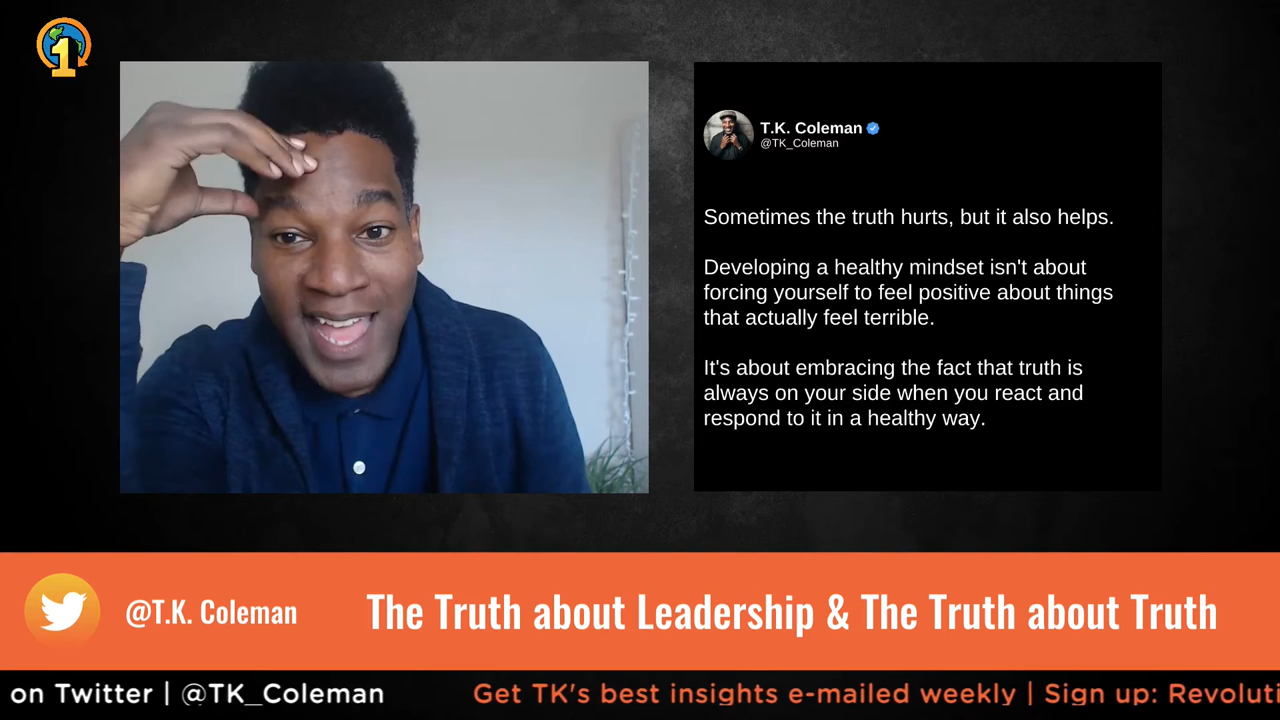 1
T.K. Coleman
@TK_Coleman
Sometimes the truth hurts, but it also helps.
Developing a healthy mindset isn't about
forcing yourself to feel positive about things
that actually feel terrible.
It's about embracing the fact that truth is
always on your side when you react and
respond to it in a healthy way.
@T.K. Coleman
The Truth about Leadership & The Truth about Truth
on Twitter | @TK_Coleman
Get TK's best insights e-mailed weekly | Sign up: Revoluti